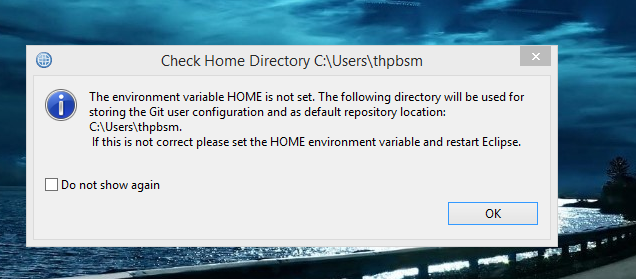 Check Home Directory C:\Users\thpbsm
The environment variable HOME is not set. The following directory will be used for
storing the Git user configuration and as default repository location:
C:\Users\thpbsm.
If this is not correct please set the HOME environment variable and restart Eclipse.
Do not show again
OK